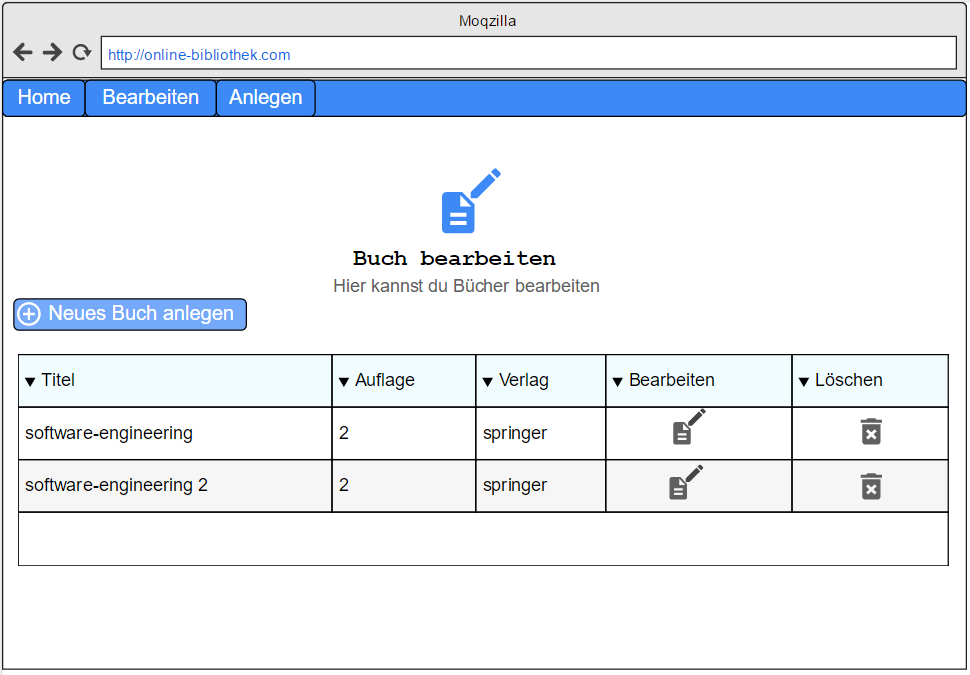 Moqzilla
http://online-bibliothek.com
Home Bearbeiten Anlegen
Buch bearbeiten
Hier kannst du Bücher bearbeiten
Neues Buch anlegen
Titel Auflage Verlag Bearbeiten Löschen
software-engineering 2 springer
software-engineering 2 2 springer